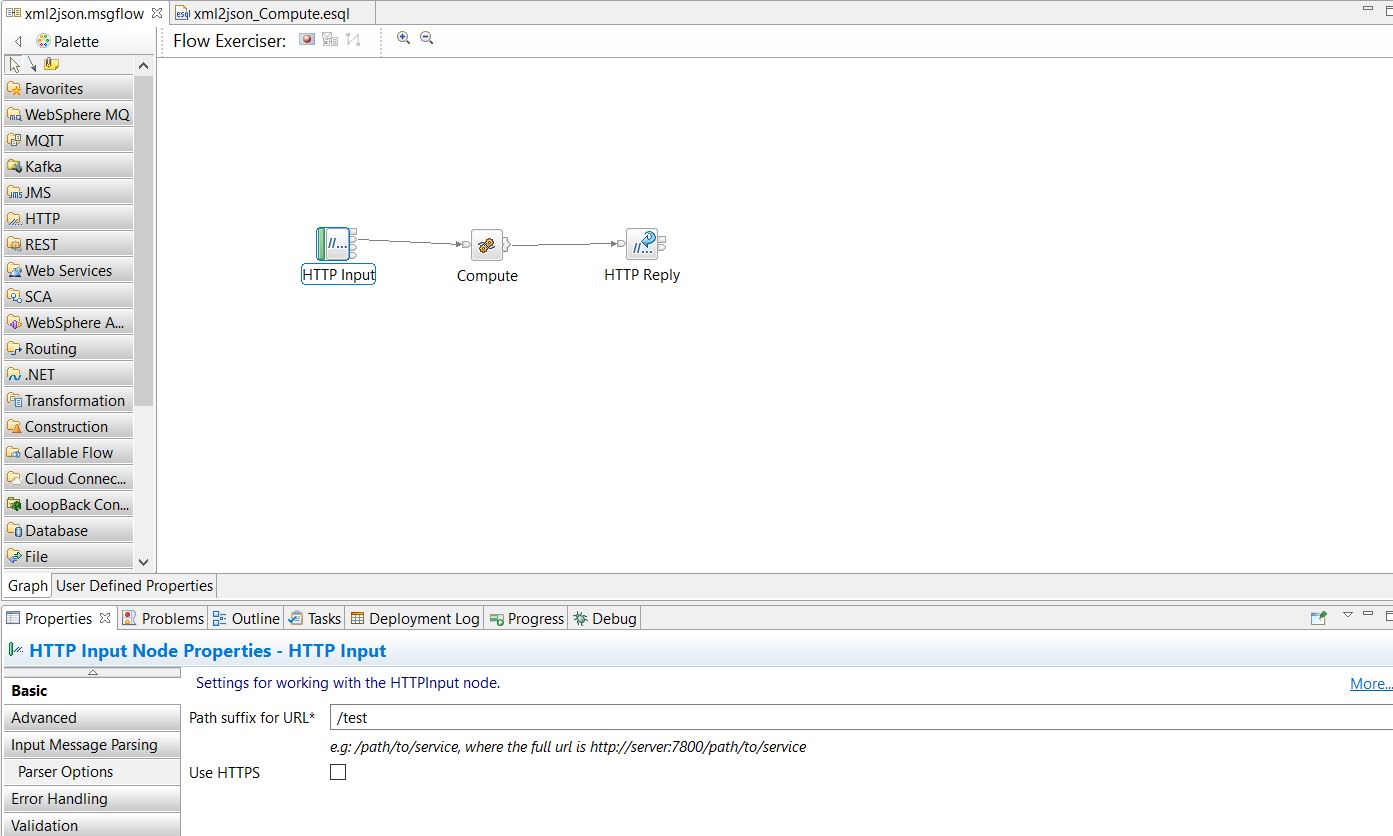 xml2json.msgflow xml2json_Compute.esql
Palette Flow Exerciser:
Favorites
WebSphere MQ
MQTT
Kafka
JMS
HTTP
REST
Web Services
SCA
WebSphere A...
Routing
.NET
Transformation
Construction
Callable Flow
Cloud Connec...
LoopBack Con...
Database
File
HTTP Input Compute HTTP Reply
Graph User Defined Properties
Properties Problems Outline Tasks Deployment Log Progress Debug
HTTP Input Node Properties - HTTP Input
Basic
Advanced
Input Message Parsing
Parser Options
Error Handling
Validation
Settings for working with the HTTPInput node. More...
Path suffix for URL* /test
e.g: /path/to/service, where the full url is http://server:7800/path/to/service
Use HTTPS